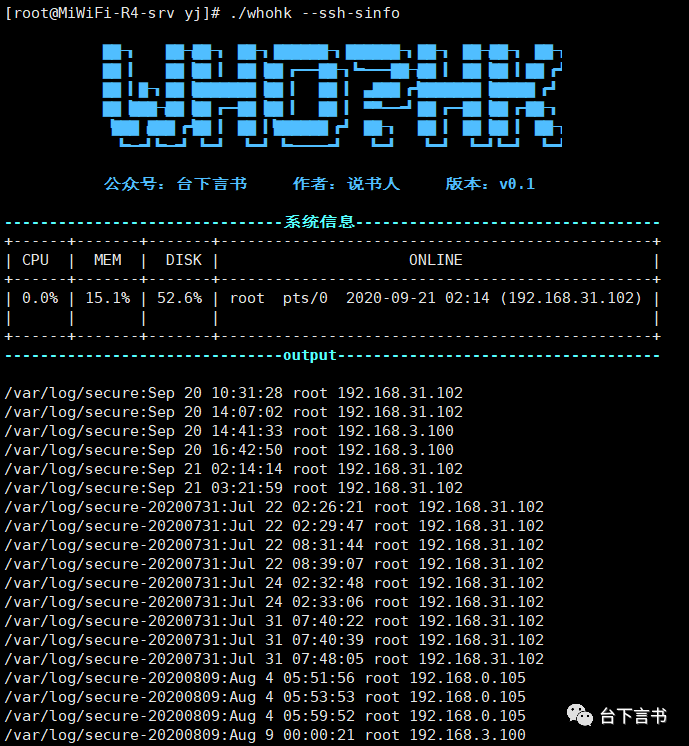 [root@MiWiFi-R4-srv yj]# ./whohk --ssh-sinfo
WHO?HK
公众号：台下言书 作者：说书人 版本：v0.1
-------------------------------系统信息----------------------------------
+------+-------+-------+------------------------------------------------+
| CPU | MEM | DISK | ONLINE |
+------+-------+-------+------------------------------------------------+
| 0.0% | 15.1% | 52.6% | root pts/0 2020-09-21 02:14 (192.168.31.102) |
| | | | |
+------+-------+-------+------------------------------------------------+
-------------------------------output------------------------------------
/var/log/secure:Sep 20 10:31:28 root 192.168.31.102
/var/log/secure:Sep 20 14:07:02 root 192.168.31.102
/var/log/secure:Sep 20 14:41:33 root 192.168.3.100
/var/log/secure:Sep 20 16:42:50 root 192.168.3.100
/var/log/secure:Sep 21 02:14:14 root 192.168.31.102
/var/log/secure:Sep 21 03:21:59 root 192.168.31.102
/var/log/secure-20200731:Jul 22 02:26:21 root 192.168.31.102
/var/log/secure-20200731:Jul 22 02:29:47 root 192.168.31.102
/var/log/secure-20200731:Jul 22 08:31:44 root 192.168.31.102
/var/log/secure-20200731:Jul 22 08:39:07 root 192.168.31.102
/var/log/secure-20200731:Jul 24 02:32:48 root 192.168.31.102
/var/log/secure-20200731:Jul 24 02:33:06 root 192.168.31.102
/var/log/secure-20200731:Jul 31 07:40:22 root 192.168.31.102
/var/log/secure-20200731:Jul 31 07:40:39 root 192.168.31.102
/var/log/secure-20200731:Jul 31 07:48:05 root 192.168.31.102
/var/log/secure-20200809:Aug 4 05:51:56 root 192.168.0.105
/var/log/secure-20200809:Aug 4 05:53:53 root 192.168.0.105
/var/log/secure-20200809:Aug 4 05:59:52 root 192.168.0.105
/var/log/secure-20200809:Aug 9 00:00:21 root 192.168.3.100
台下言书